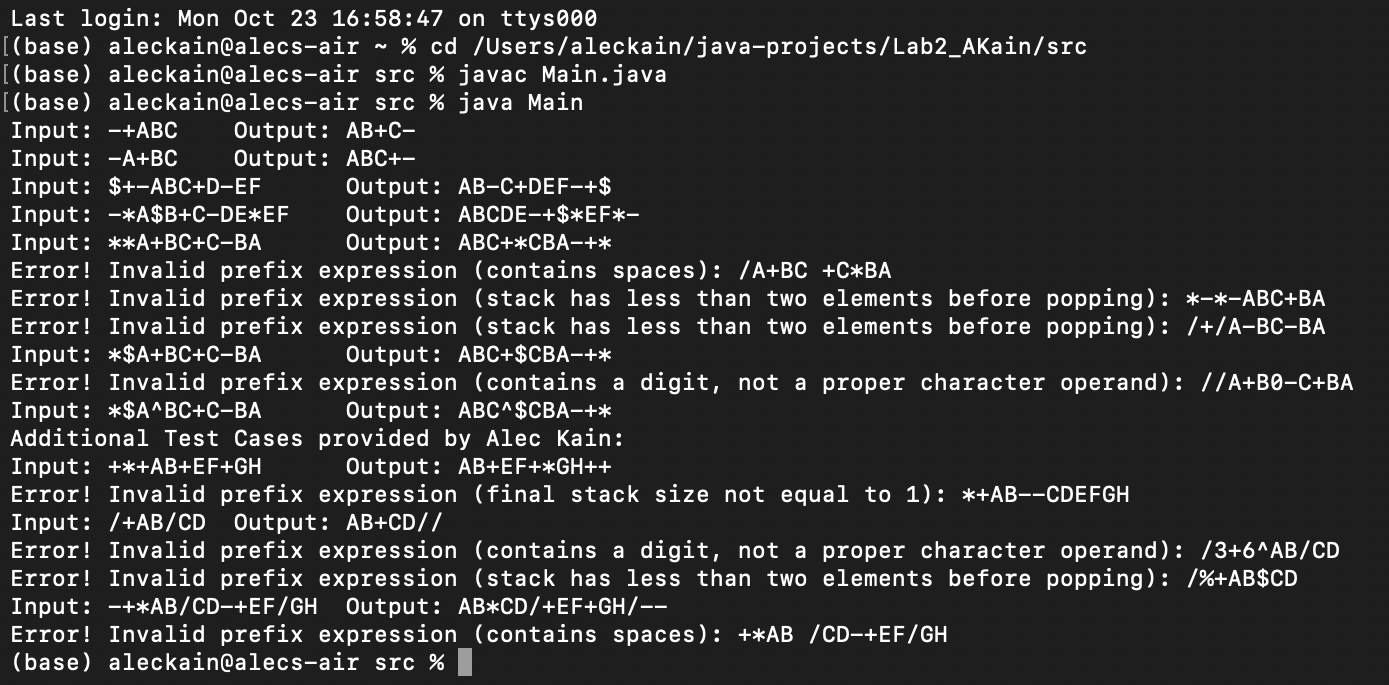 Last login: Mon Oct 23 16:58:47 on ttys000
[(base) aleckain@alecs-air ~ % cd /Users/aleckain/java-projects/Lab2_AKain/src
[(base) aleckain@alecs-air src % javac Main.java
[(base) aleckain@alecs-air src % java Main
Input: -+ABC    Output: AB+C-
Input: -A+BC    Output: ABC+-
Input: $+-ABC+D-EF      Output: AB-C+DEF-+$
Input: -*A$B+C-DE*EF    Output: ABCDE-+$*EF*-
Input: **A+BC+C-BA      Output: ABC+*CBA-+*
Error! Invalid prefix expression (contains spaces): /A+BC +C*BA
Error! Invalid prefix expression (stack has less than two elements before popping): *-*-ABC+BA
Error! Invalid prefix expression (stack has less than two elements before popping): /+/A-BC-BA
Input: *$A+BC+C-BA      Output: ABC+$CBA-+*
Error! Invalid prefix expression (contains a digit, not a proper character operand): //A+B0-C+BA
Input: *$A^BC+C-BA      Output: ABC^$CBA-+*
Additional Test Cases provided by Alec Kain:
Input: +*+AB+EF+GH      Output: AB+EF+*GH++
Error! Invalid prefix expression (final stack size not equal to 1): *+AB--CDEFGH
Input: /+AB/CD  Output: AB+CD//
Error! Invalid prefix expression (contains a digit, not a proper character operand): /3+6^AB/CD
Error! Invalid prefix expression (stack has less than two elements before popping): /%+AB$CD
Input: -+*AB/CD-+EF/GH  Output: AB*CD/+EF+GH/--
Error! Invalid prefix expression (contains spaces): +*AB /CD-+EF/GH
(base) aleckain@alecs-air src %